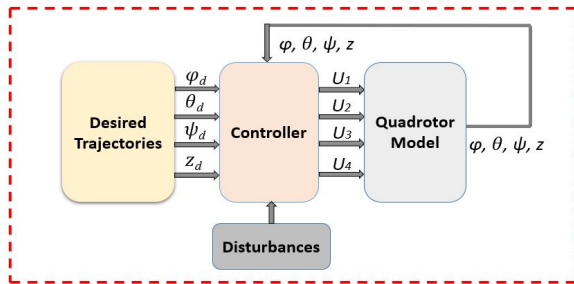 φ, θ, ψ, z
Desired
Trajectories
φd
θd
ψd
zd
Controller
U1
U2
U3
U4
Quadrotor
Model
φ, θ, ψ, z
Disturbances